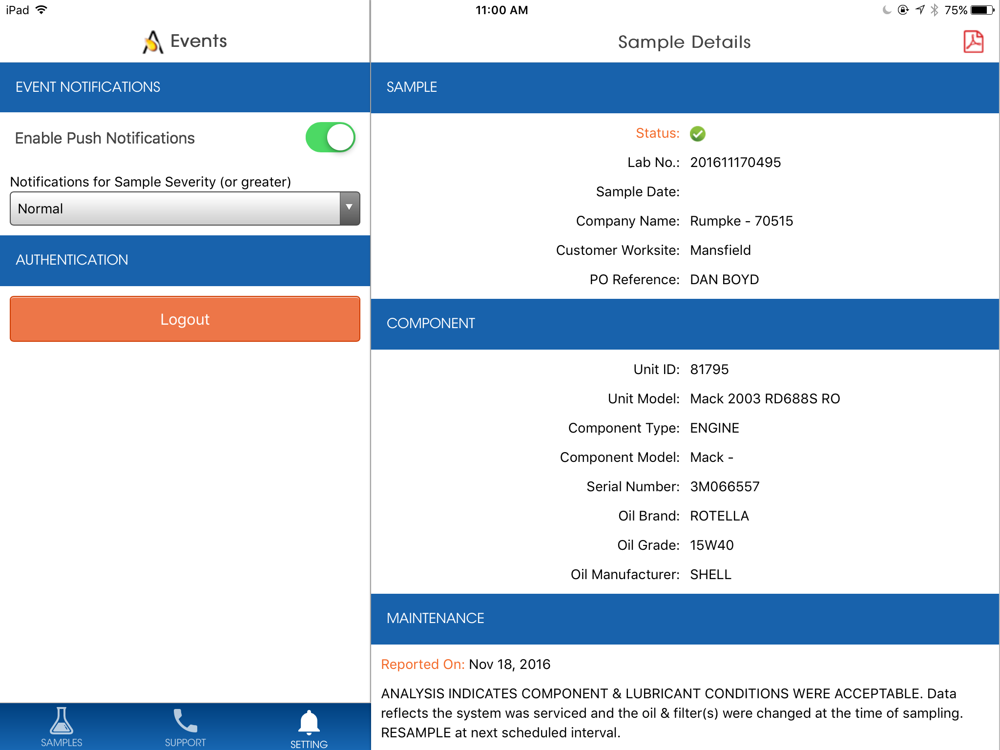 iPad
11:00 AM
75%
Events
EVENT NOTIFICATIONS
Enable Push Notifications
Notifications for Sample Severity (or greater)
Normal
AUTHENTICATION
Logout
SAMPLES
SUPPORT
SETTING
Sample Details
SAMPLE
Status:
Lab No.: 201611170495
Sample Date:
Company Name: Rumpke - 70515
Customer Worksite: Mansfield
PO Reference: DAN BOYD
COMPONENT
Unit ID: 81795
Unit Model: Mack 2003 RD688S RO
Component Type: ENGINE
Component Model: Mack -
Serial Number: 3M066557
Oil Brand: ROTELLA
Oil Grade: 15W40
Oil Manufacturer: SHELL
MAINTENANCE
Reported On: Nov 18, 2016
ANALYSIS INDICATES COMPONENT & LUBRICANT CONDITIONS WERE ACCEPTABLE. Data
reflects the system was serviced and the oil & filter(s) were changed at the time of sampling.
RESAMPLE at next scheduled interval.